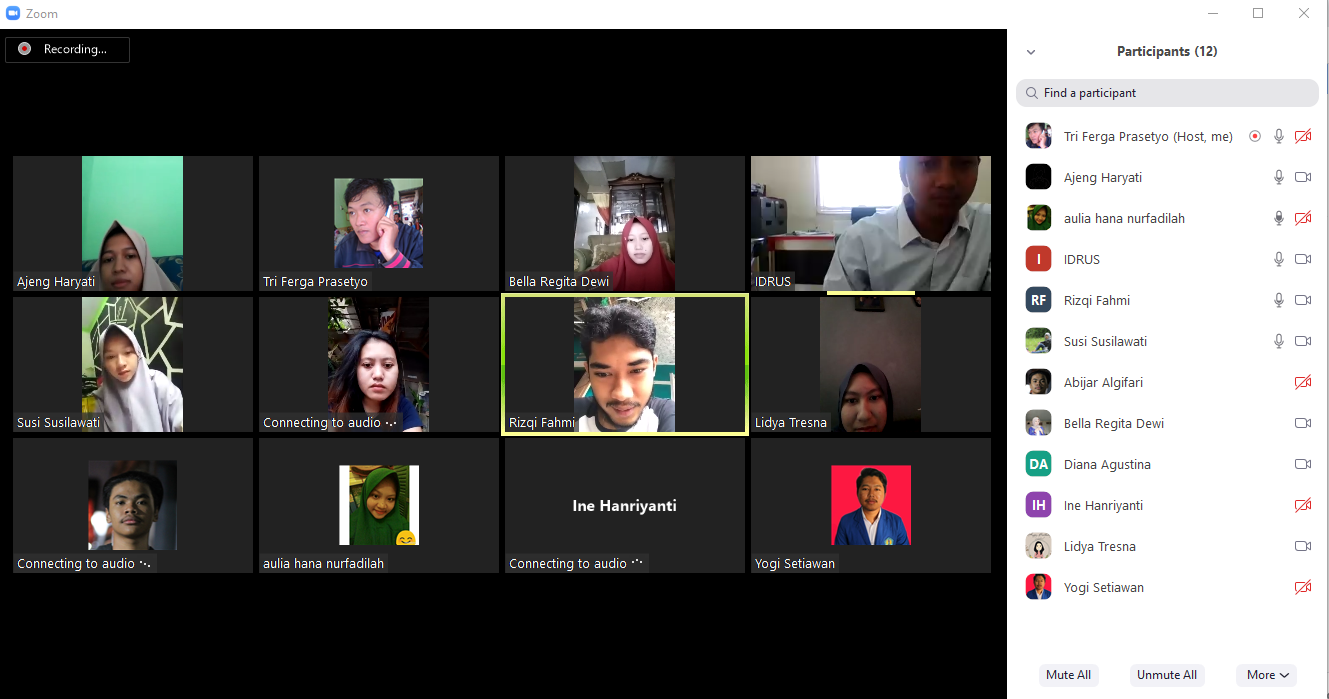 Zoom
Recording...
Ajeng Haryati
Tri Ferga Prasetyo
Bella Regita Dewi
IDRUS
Susi Susilawati
Connecting to audio
Rizqi Fahmi
Lidya Tresna
Ine Hanriyanti
Connecting to audio
aulia hana nurfadilah
Connecting to audio
Yogi Setiawan
Participants (12)
Find a participant
Tri Ferga Prasetyo (Host, me)
Ajeng Haryati
aulia hana nurfadilah
I IDRUS
RF Rizqi Fahmi
Susi Susilawati
Abijar Algifari
Bella Regita Dewi
DA Diana Agustina
IH Ine Hanriyanti
Lidya Tresna
Yogi Setiawan
Mute All Unmute All More